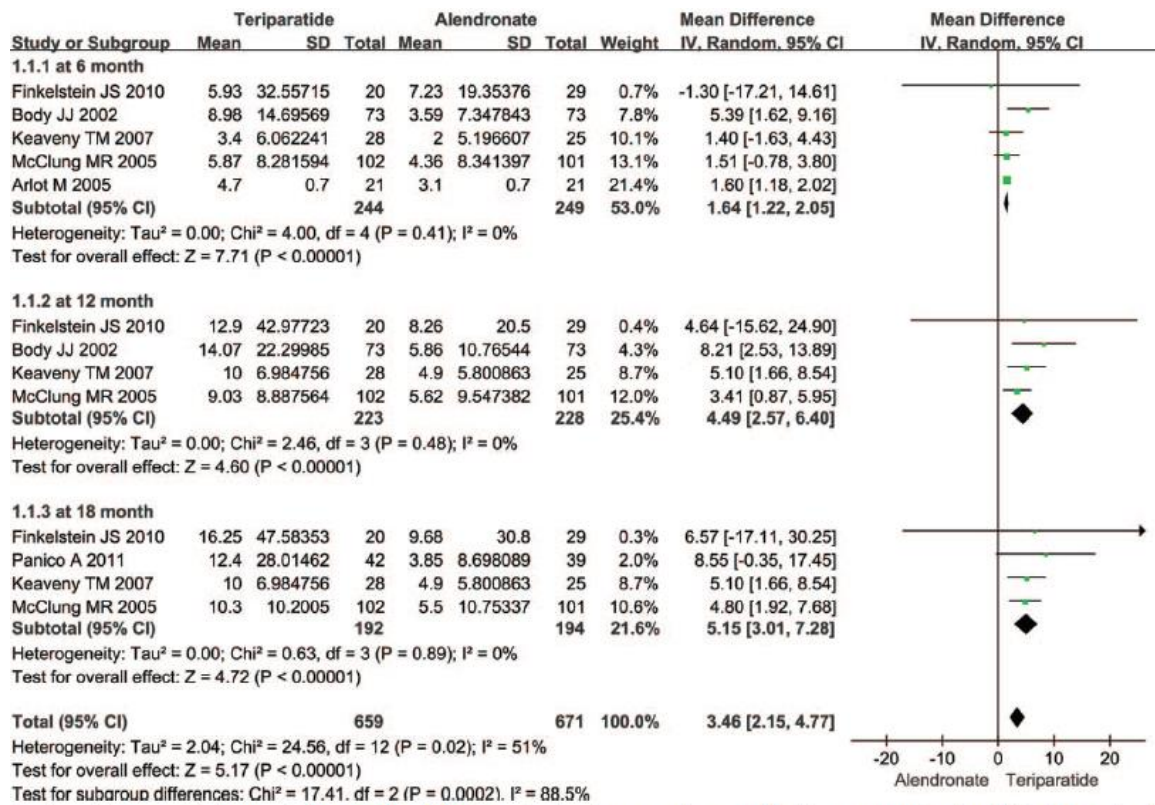 Teriparatide Alendronate Mean Difference Mean Difference
Study or Subgroup Mean SD Total Mean SD Total Weight IV, Random, 95% CI IV, Random, 95% CI
1.1.1 at 6 month
Finkelstein JS 2010 5.93 32.55715 20 7.23 19.35376 29 0.7% -1.30 [-17.21, 14.61]
Body JJ 2002 8.98 14.69569 73 3.59 7.347843 73 7.8% 5.39 [1.62, 9.16]
Keaveny TM 2007 3.4 6.062241 28 2 5.196607 25 10.1% 1.40 [-1.63, 4.43]
McClung MR 2005 5.87 8.281594 102 4.36 8.341397 101 13.1% 1.51 [-0.78, 3.80]
Arlot M 2005 4.7 0.7 21 3.1 0.7 21 21.4% 1.60 [1.18, 2.02]
Subtotal (95% CI) 244 249 53.0% 1.64 [1.22, 2.05]
Heterogeneity: Tau² = 0.00; Chi² = 4.00, df = 4 (P = 0.41); I² = 0%
Test for overall effect: Z = 7.71 (P < 0.00001)
1.1.2 at 12 month
Finkelstein JS 2010 12.9 42.97723 20 8.26 20.5 29 0.4% 4.64 [-15.62, 24.90]
Body JJ 2002 14.07 22.29985 73 5.86 10.76544 73 4.3% 8.21 [2.53, 13.89]
Keaveny TM 2007 10 6.984756 28 4.9 5.800863 25 8.7% 5.10 [1.66, 8.54]
McClung MR 2005 9.03 8.887564 102 5.62 9.547382 101 12.0% 3.41 [0.87, 5.95]
Subtotal (95% CI) 223 228 25.4% 4.49 [2.57, 6.40]
Heterogeneity: Tau² = 0.00; Chi² = 2.46, df = 3 (P = 0.48); I² = 0%
Test for overall effect: Z = 4.60 (P < 0.00001)
1.1.3 at 18 month
Finkelstein JS 2010 16.25 47.58353 20 9.68 30.8 29 0.3% 6.57 [-17.11, 30.25]
Panico A 2011 12.4 28.01462 42 3.85 8.698089 39 2.0% 8.55 [-0.35, 17.45]
Keaveny TM 2007 10 6.984756 28 4.9 5.800863 25 8.7% 5.10 [1.66, 8.54]
McClung MR 2005 10.3 10.2005 102 5.5 10.75337 101 10.6% 4.80 [1.92, 7.68]
Subtotal (95% CI) 192 194 21.6% 5.15 [3.01, 7.28]
Heterogeneity: Tau² = 0.00; Chi² = 0.63, df = 3 (P = 0.89); I² = 0%
Test for overall effect: Z = 4.72 (P < 0.00001)
Total (95% CI) 659 671 100.0% 3.46 [2.15, 4.77]
Heterogeneity: Tau² = 2.04; Chi² = 24.56, df = 12 (P = 0.02); I² = 51%
Test for overall effect: Z = 5.17 (P < 0.00001)
Test for subgroup differences: Chi² = 17.41, df = 2 (P = 0.0002), I² = 88.5%
-20 -10 0 10 20
Alendronate Teriparatide